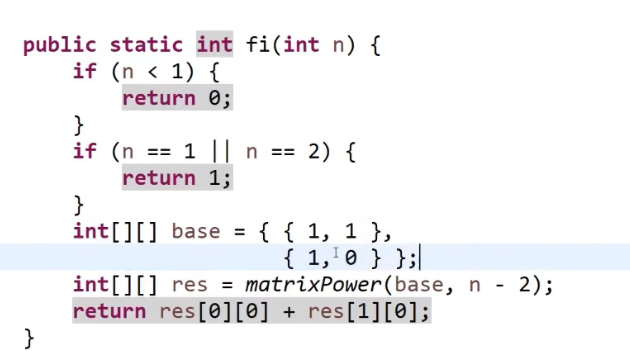 public static int fi(int n) {
    if (n < 1) {
        return 0;
    }
    if (n == 1 || n == 2) {
        return 1;
    }
    int[][] base = { { 1, 1 },
                     { 1, 0 } };
    int[][] res = matrixPower(base, n - 2);
    return res[0][0] + res[1][0];
}